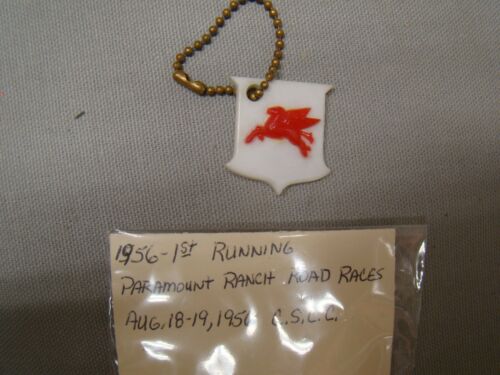 1956-1ST RUNNING
PARAMOUNT RANCH ROAD RACES
AUG. 18-19, 1956 C.S.C.C.